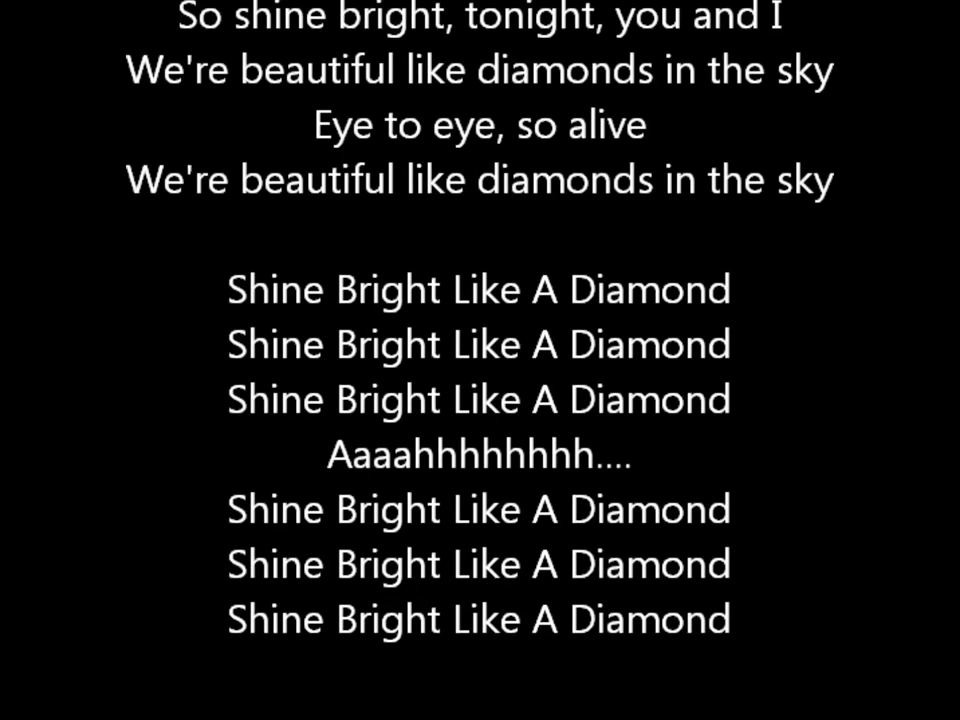 So shine bright, tonight, you and I
We're beautiful like diamonds in the sky
Eye to eye, so alive
We're beautiful like diamonds in the sky
Shine Bright Like A Diamond
Shine Bright Like A Diamond
Shine Bright Like A Diamond
Aaaahhhhhhhhh....
Shine Bright Like A Diamond
Shine Bright Like A Diamond
Shine Bright Like A Diamond